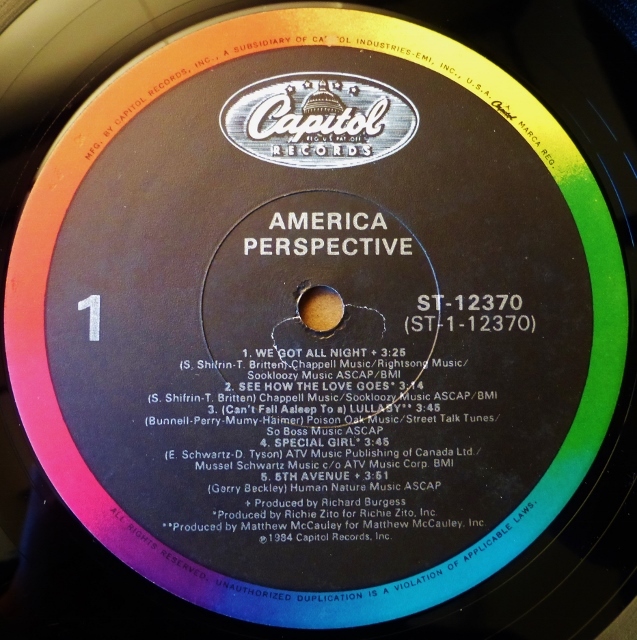 MFG. BY CAPITOL RECORDS, INC., A SUBSIDIARY OF CAPITOL INDUSTRIES-EMI, INC., U.S.A. Capitol MARCA REG.
Capitol
REG. U.S. PAT. OFF.
RECORDS
AMERICA
PERSPECTIVE
1
ST-12370
(ST-1-12370)
1. WE GOT ALL NIGHT + 3:25
(S. Shifrin-T. Britten) Chappell Music/Rightsong Music/
Sookloozy Music ASCAP/BMI
2. SEE HOW THE LOVE GOES* 3:14
(S. Shifrin-T. Britten) Chappell Music/Sookloozy Music ASCAP/BMI
3. (Can't Fall Asleep To a) LULLABY** 3:45
(Bunnell-Perry-Mumy-Haimer) Poison Oak Music/Street Talk Tunes/
So Boss Music ASCAP
4. SPECIAL GIRL* 3:45
(E. Schwartz-D. Tyson) ATV Music Publishing of Canada Ltd./
Mussel Schwartz Music c/o ATV Music Corp. BMI
5. 5TH AVENUE + 3:51
(Gerry Beckley) Human Nature Music ASCAP
+ Produced by Richard Burgess
*Produced by Richie Zito for Richie Zito, Inc.
**Produced by Matthew McCauley for Matthew McCauley, Inc.
℗1984 Capitol Records, Inc.
ALL RIGHTS RESERVED. UNAUTHORIZED DUPLICATION IS A VIOLATION OF APPLICABLE LAWS.